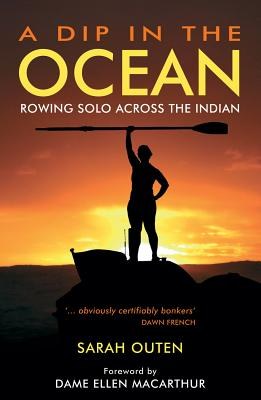 A DIP IN THE
OCEAN
ROWING SOLO ACROSS THE INDIAN
'... obviously certifiably bonkers'
DAWN FRENCH
SARAH OUTEN
Foreword by
DAME ELLEN MACARTHUR